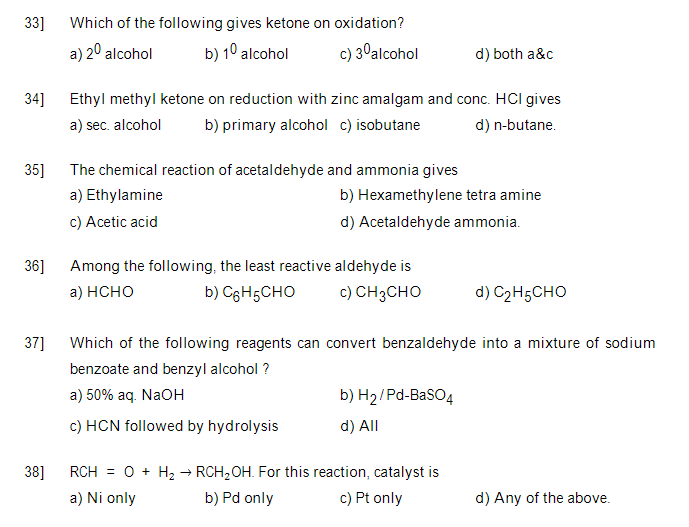 33] Which of the following gives ketone on oxidation?
a) 2⁰ alcohol b) 1⁰ alcohol c) 3⁰alcohol d) both a&c
34] Ethyl methyl ketone on reduction with zinc amalgam and conc. HCl gives
a) sec. alcohol b) primary alcohol c) isobutane d) n-butane.
35] The chemical reaction of acetaldehyde and ammonia gives
a) Ethylamine b) Hexamethylene tetra amine
c) Acetic acid d) Acetaldehyde ammonia.
36] Among the following, the least reactive aldehyde is
a) HCHO b) C₆H₅CHO c) CH₃CHO d) C₂H₅CHO
37] Which of the following reagents can convert benzaldehyde into a mixture of sodium
benzoate and benzyl alcohol ?
a) 50% aq. NaOH b) H₂/Pd-BaSO₄
c) HCN followed by hydrolysis d) All
38] RCH = O + H₂ → RCH₂OH. For this reaction, catalyst is
a) Ni only b) Pd only c) Pt only d) Any of the above.